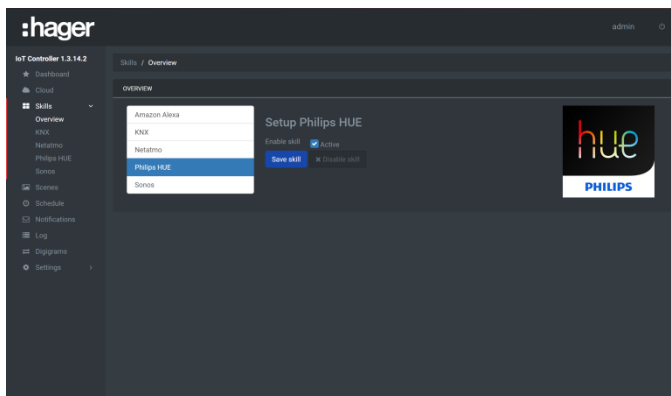 :hager
admin
IoT Controller 1.3.14.2
Dashboard
Cloud
Skills
Overview
KNX
Netatmo
Philips HUE
Sonos
Scenes
Schedule
Notifications
Log
Digigrams
Settings
Skills / Overview
OVERVIEW
Amazon Alexa
KNX
Netatmo
Philips HUE
Sonos
Setup Philips HUE
Enable skill Active
Save skill Disable skill
hue
PHILIPS